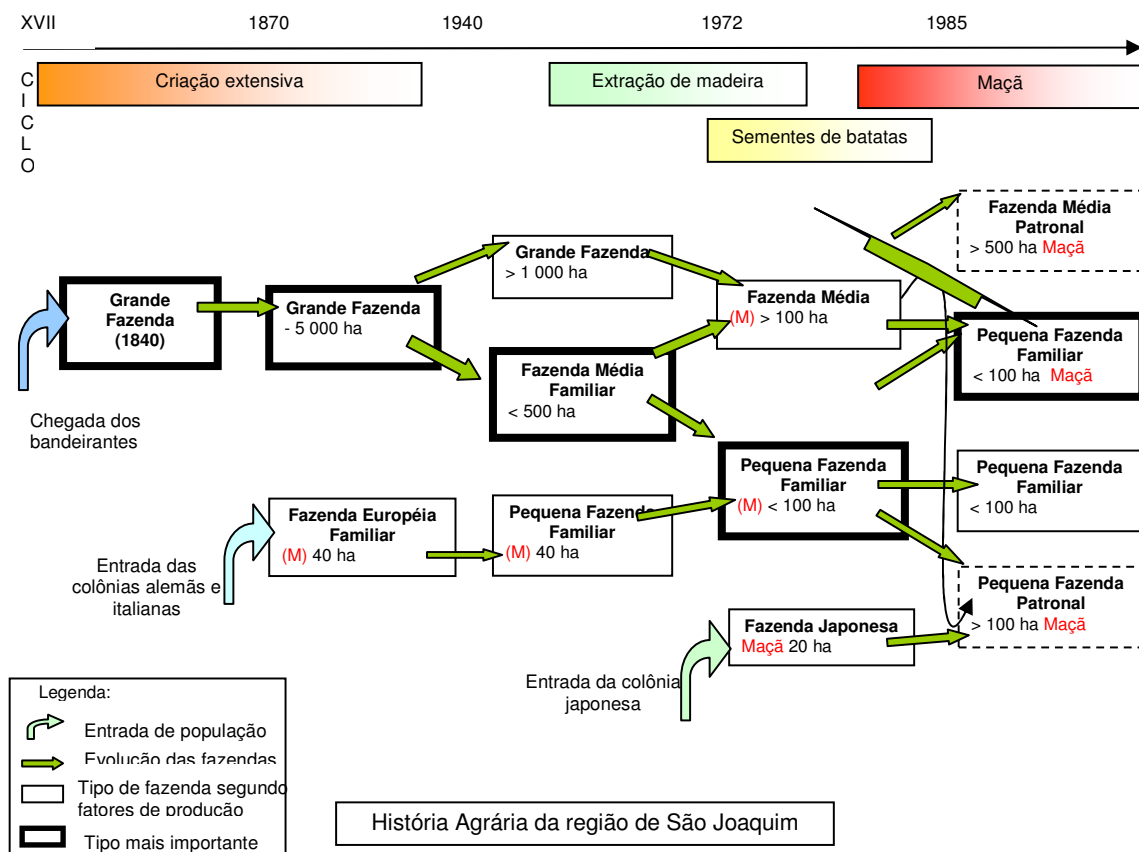 XVII 1870 1940 1972 1985
C
I
C
L
O
Criação extensiva
Extração de madeira
Maçã
Sementes de batatas
Fazenda Média
Patronal
> 500 ha Maçã
Grande Fazenda
> 1 000 ha
Grande
Fazenda
(1840)
Grande Fazenda
- 5 000 ha
Fazenda Média
(M) > 100 ha
Pequena Fazenda
Familiar
< 100 ha Maçã
Fazenda Média
Familiar
< 500 ha
Chegada dos
bandeirantes
Pequena Fazenda
Familiar
(M) < 100 ha
Pequena Fazenda
Familiar
< 100 ha
Fazenda Européia
Familiar
(M) 40 ha
Pequena Fazenda
Familiar
(M) 40 ha
Entrada das
colônias alemãs e
italianas
Pequena Fazenda
Patronal
> 100 ha Maçã
Fazenda Japonesa
Maçã 20 ha
Entrada da colônia
japonesa
Legenda:
Entrada de população
Evolução das fazendas
Tipo de fazenda segundo
fatores de produção
Tipo mais importante
História Agrária da região de São Joaquim